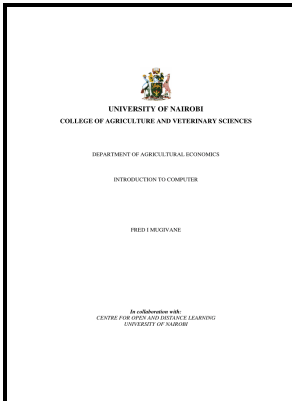 UNIVERSITY OF NAIROBI
COLLEGE OF AGRICULTURE AND VETERINARY SCIENCES
DEPARTMENT OF AGRICULTURAL ECONOMICS
INTRODUCTION TO COMPUTER
FRED I MUGIVANE
In collaboration with:
CENTRE FOR OPEN AND DISTANCE LEARNING
UNIVERSITY OF NAIROBI